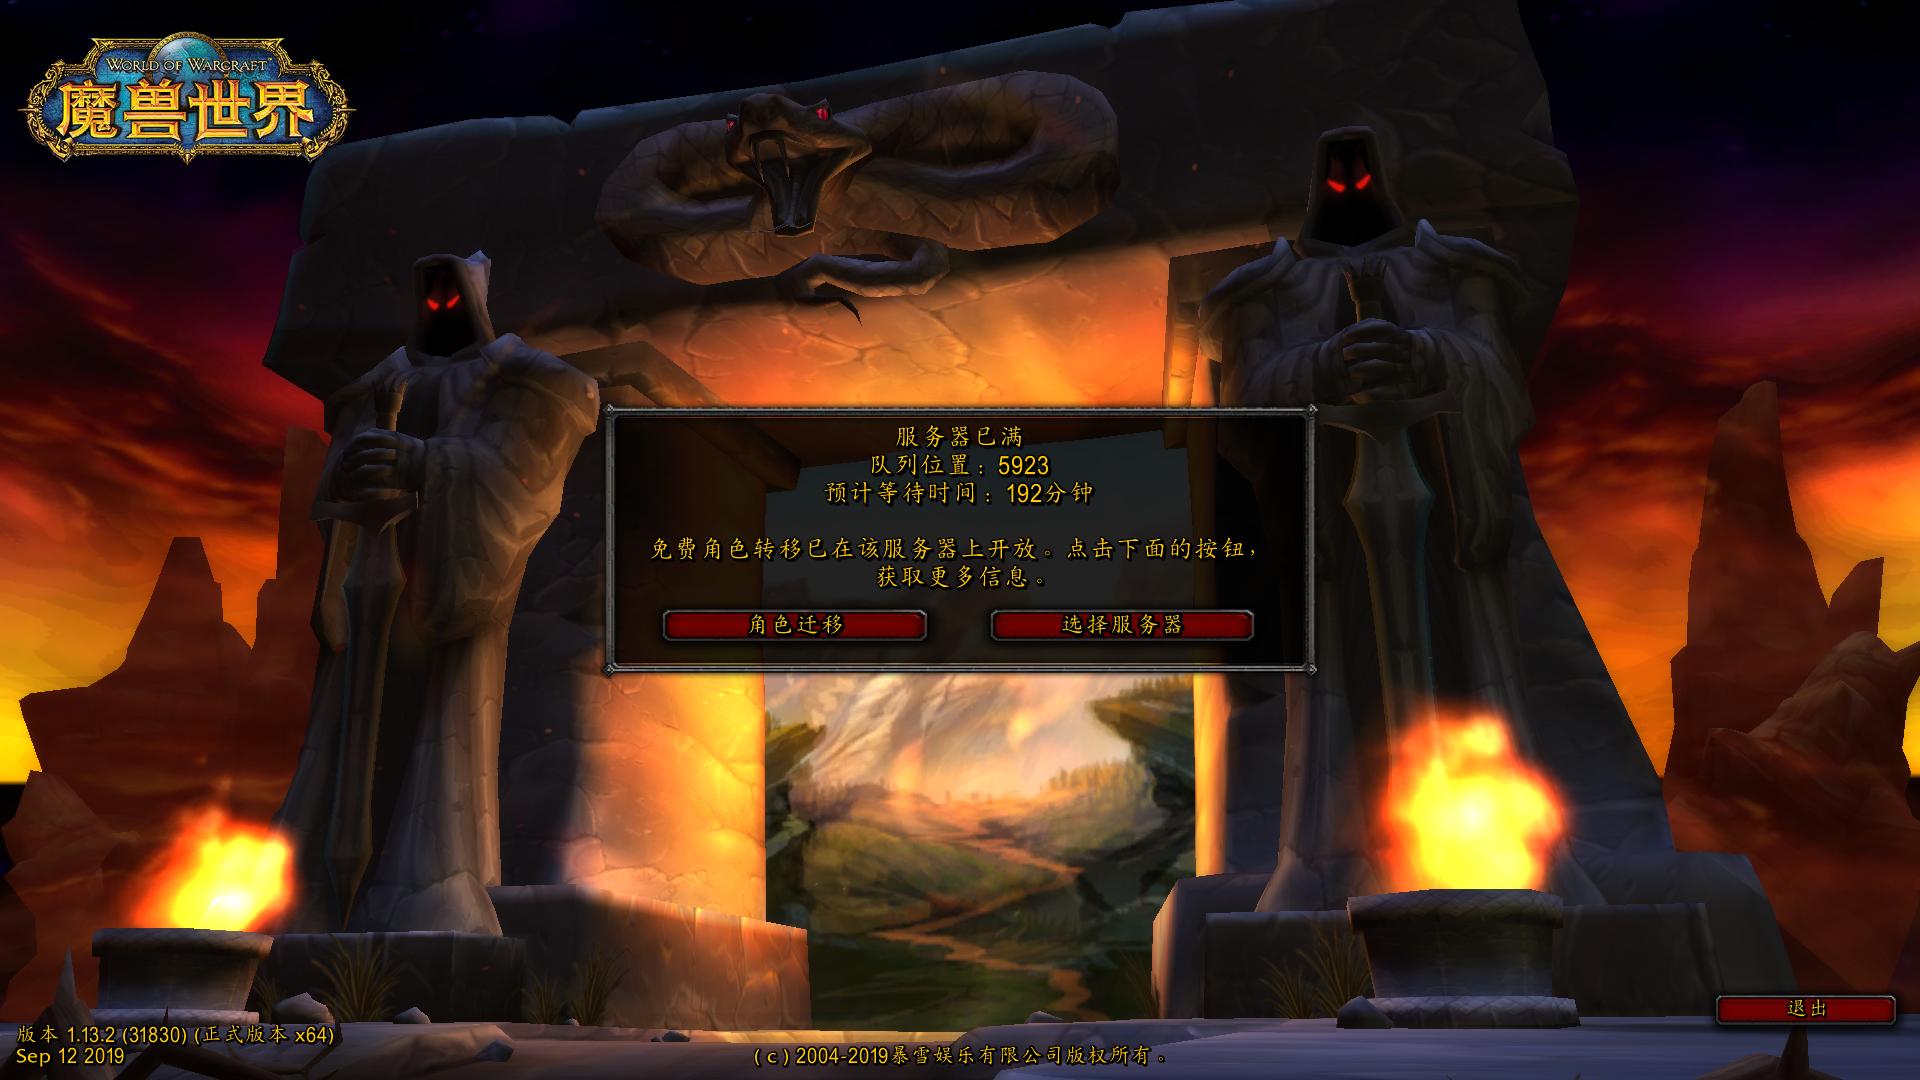 WORLD OF WARCRAFT
魔兽世界
服务器已满
队列位置：5923
预计等待时间：192分钟
免费角色转移已在该服务器上开放。点击下面的按钮，
获取更多信息。
角色迁移
选择服务器
退出
版本 1.13.2 (31830) (正式版本 x64)
Sep 12 2019
(c) 2004-2019暴雪娱乐有限公司版权所有。